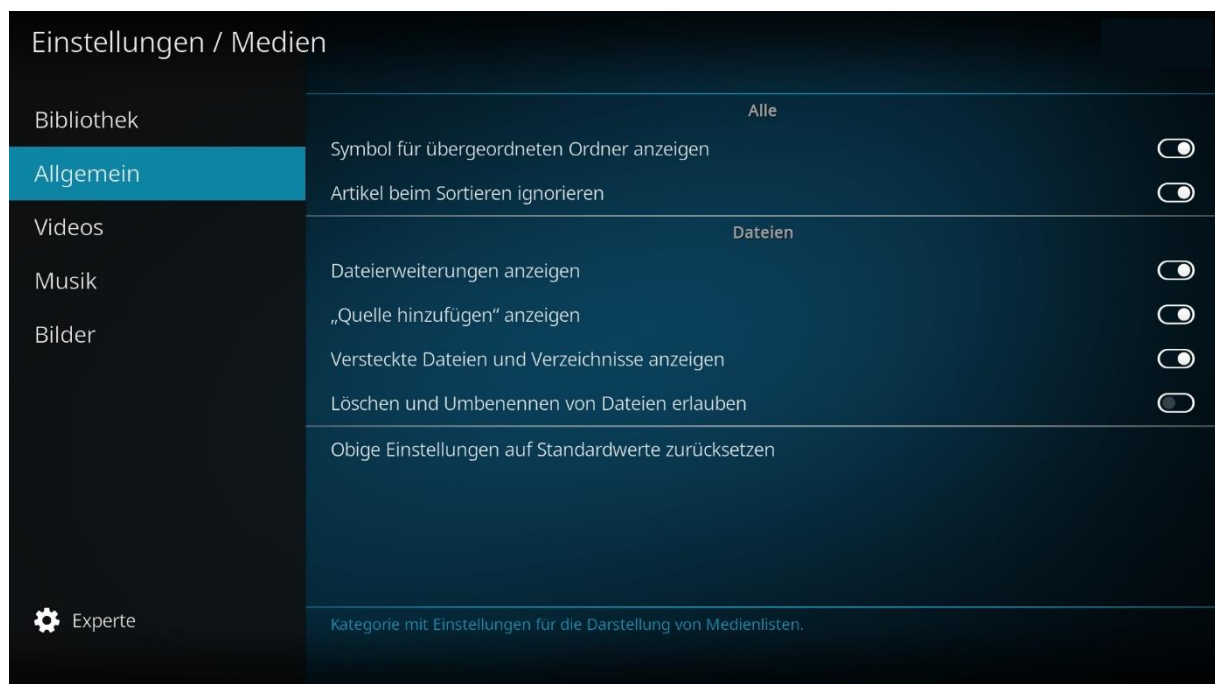 Einstellungen / Medien
Bibliothek
Allgemein
Videos
Musik
Bilder
Experte
Alle
Symbol für übergeordneten Ordner anzeigen
Artikel beim Sortieren ignorieren
Dateien
Dateierweiterungen anzeigen
„Quelle hinzufügen“ anzeigen
Versteckte Dateien und Verzeichnisse anzeigen
Löschen und Umbenennen von Dateien erlauben
Obige Einstellungen auf Standardwerte zurücksetzen
Kategorie mit Einstellungen für die Darstellung von Medienlisten.